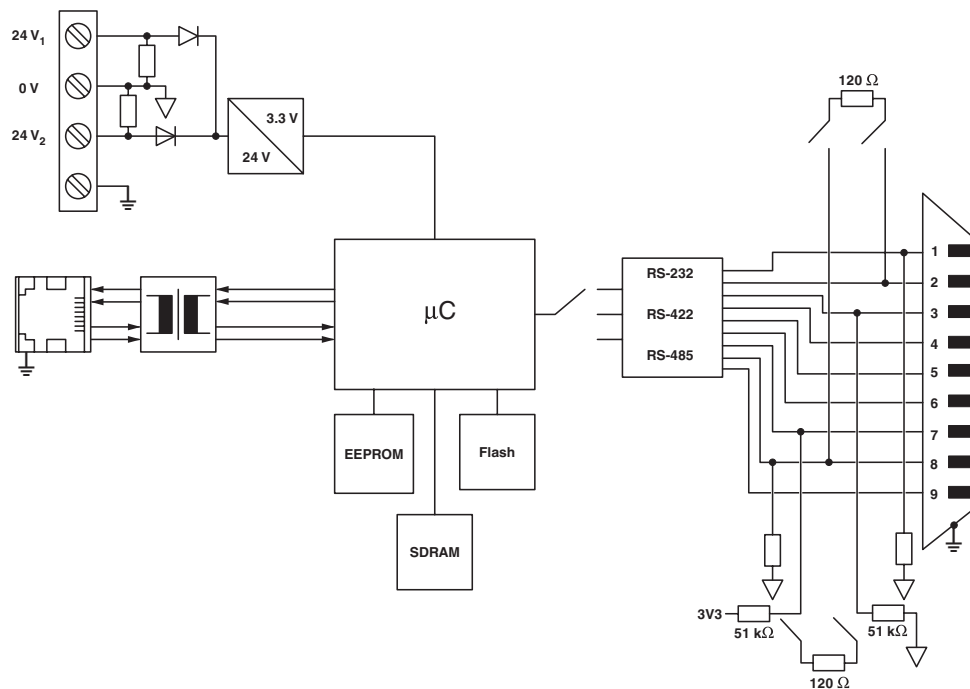 24 V1
0 V
24 V2
3.3 V
24 V
120 Ω
μC
RS-232
RS-422
RS-485
1
2
3
4
5
6
7
8
9
EEPROM
Flash
SDRAM
3V3
51 kΩ
51 kΩ
120 Ω